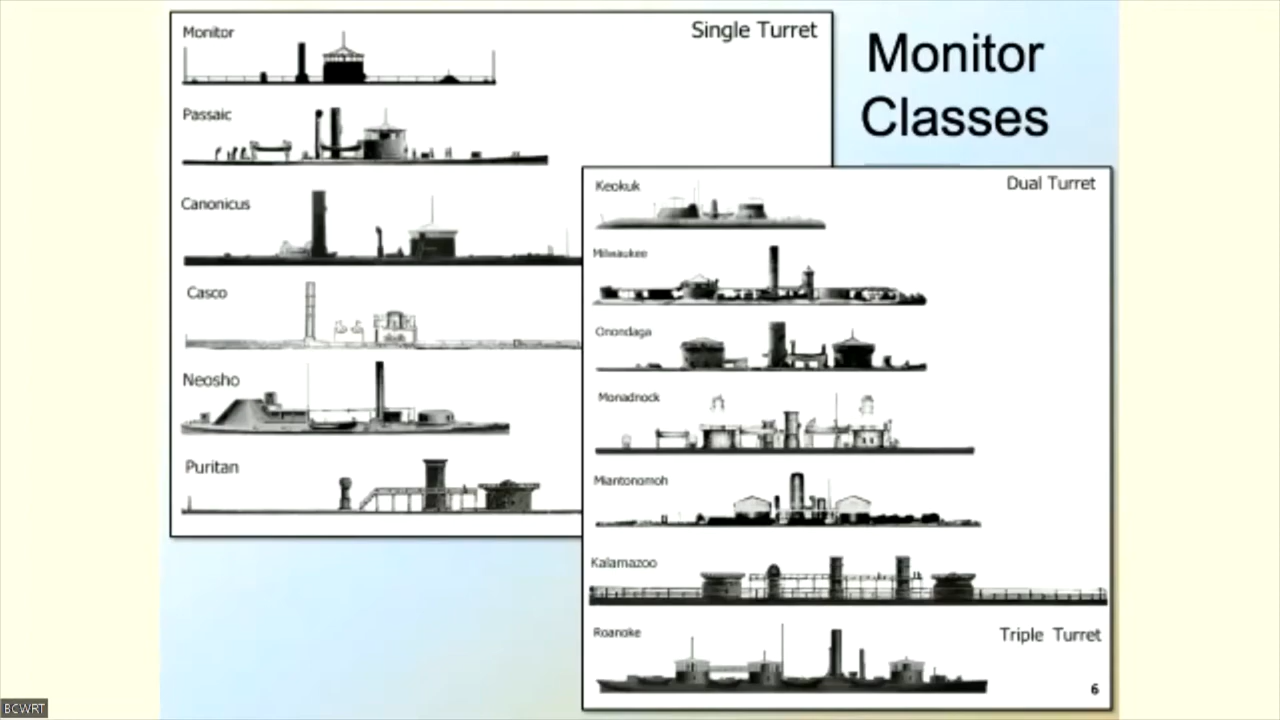 Monitor
Classes
Single Turret
Monitor
Passaic
Canonicus
Casco
Neosho
Puritan
Dual Turret
Keokuk
Milwaukee
Onondaga
Monadnock
Miantonomoh
Kalamazoo
Roanoke
Triple Turret
6
BCWRT